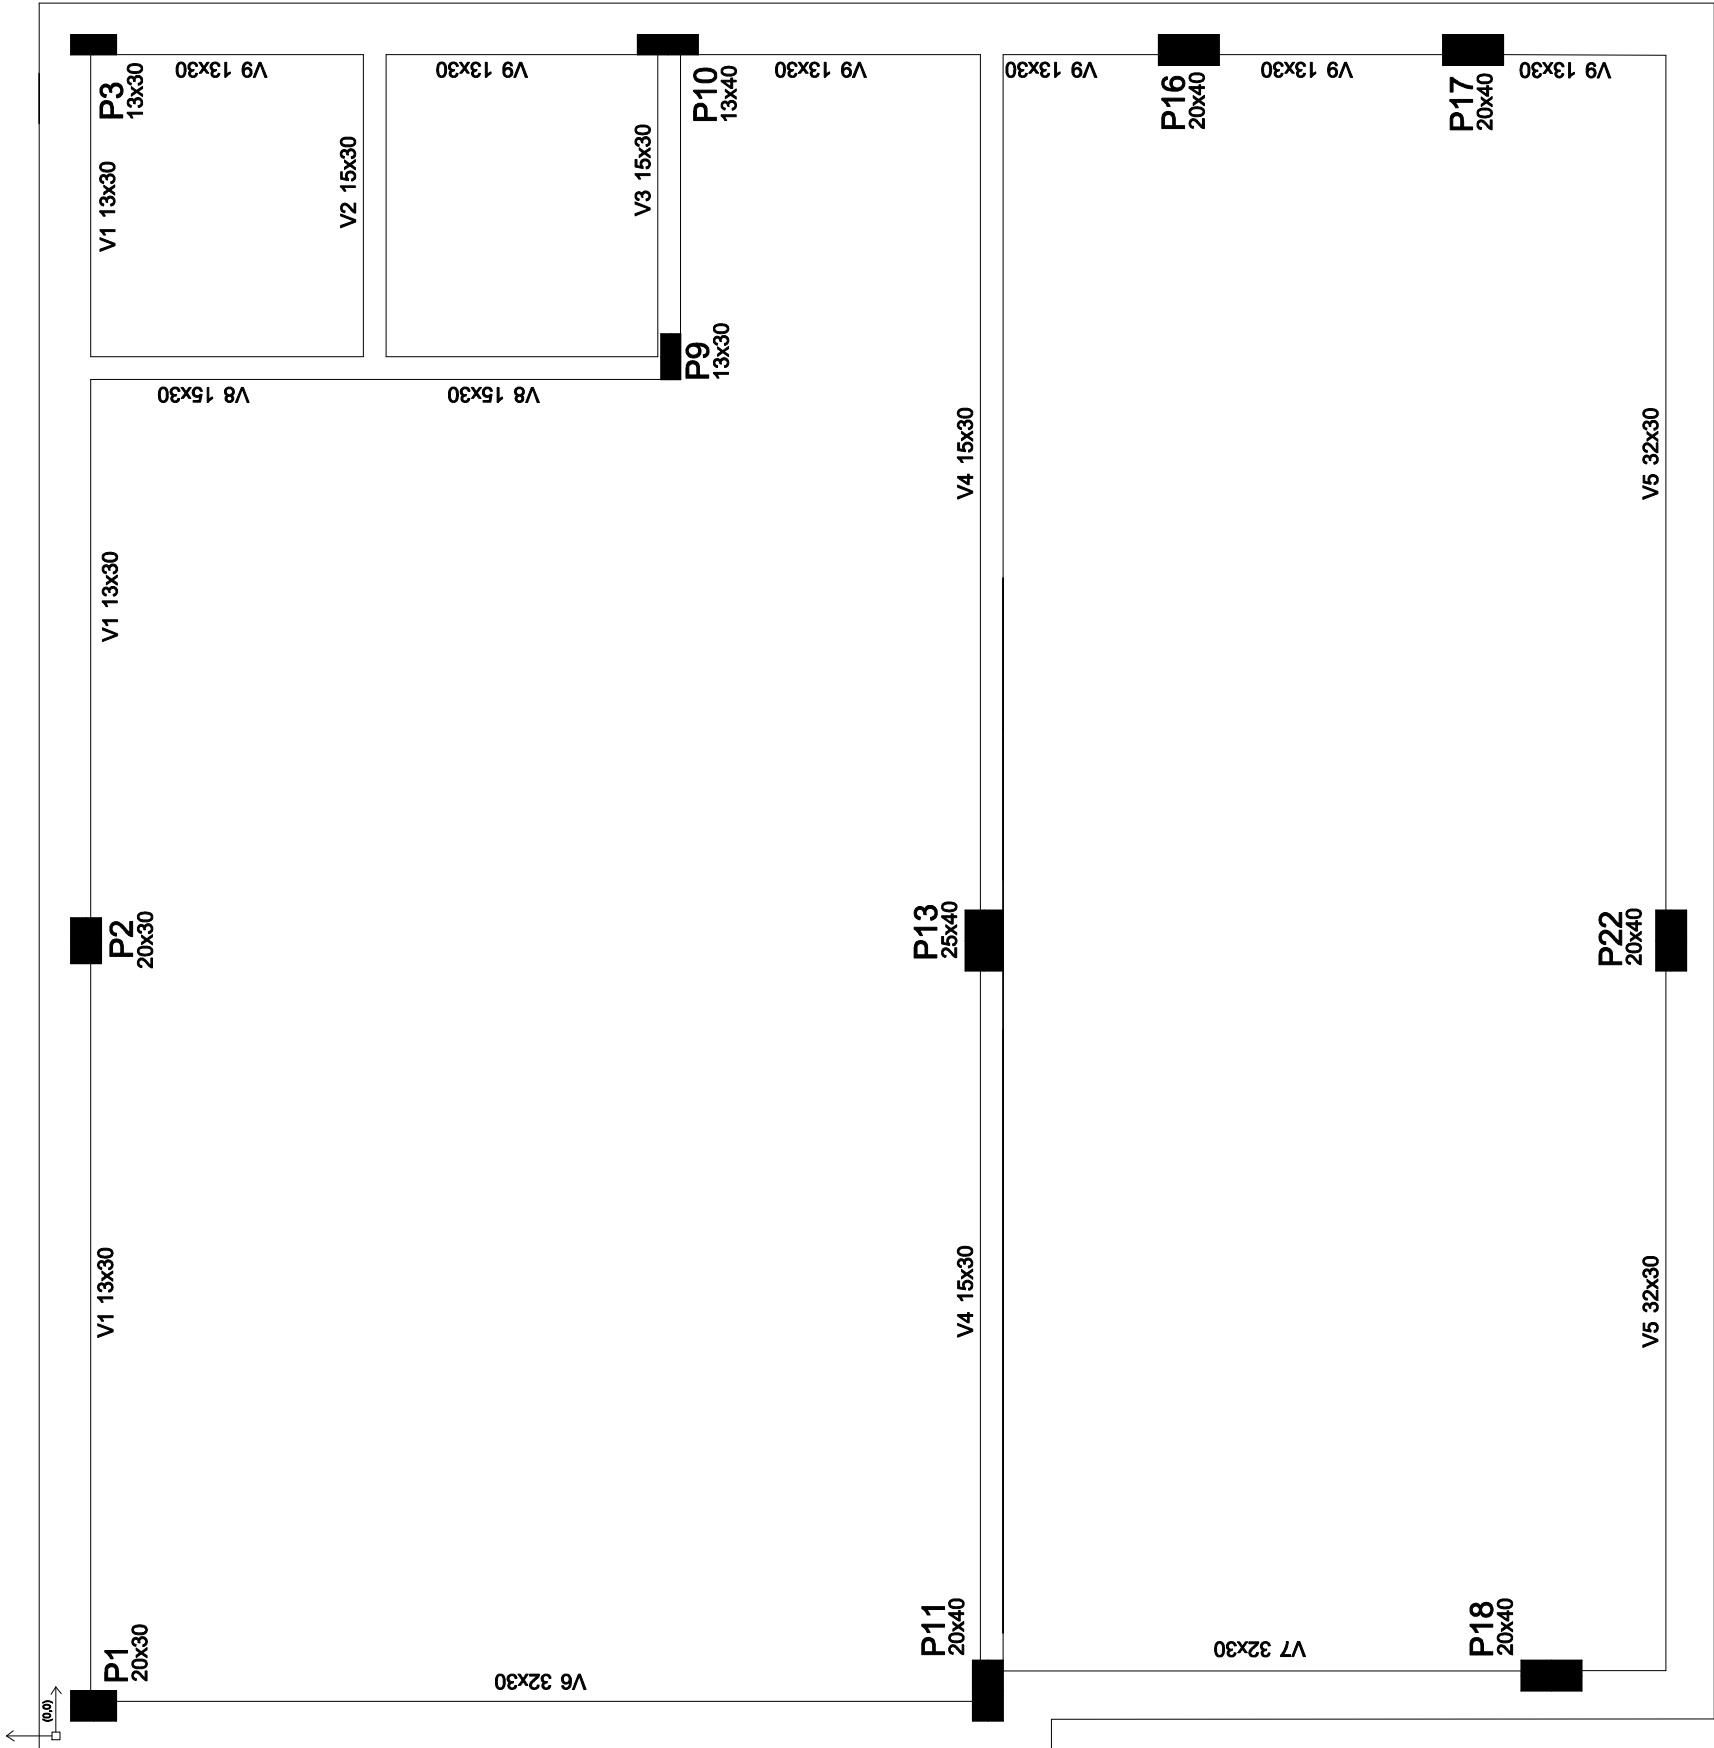 V9 13x30
V9 13x30
V9 13x30
V9 13x30
V9 13x30
V9 13x30
P3
13x30
P10
13x40
P16
20x40
P17
20x40
V1 13x30
V2 15x30
V3 15x30
P9
13x30
V8 15x30
V8 15x30
V4 15x30
V5 32x30
V1 13x30
P2
20x30
P13
25x40
P22
20x40
V1 13x30
V4 15x30
V5 32x30
P1
20x30
P11
20x40
P18
20x40
V6 32x30
V7 32x30
(0,0)